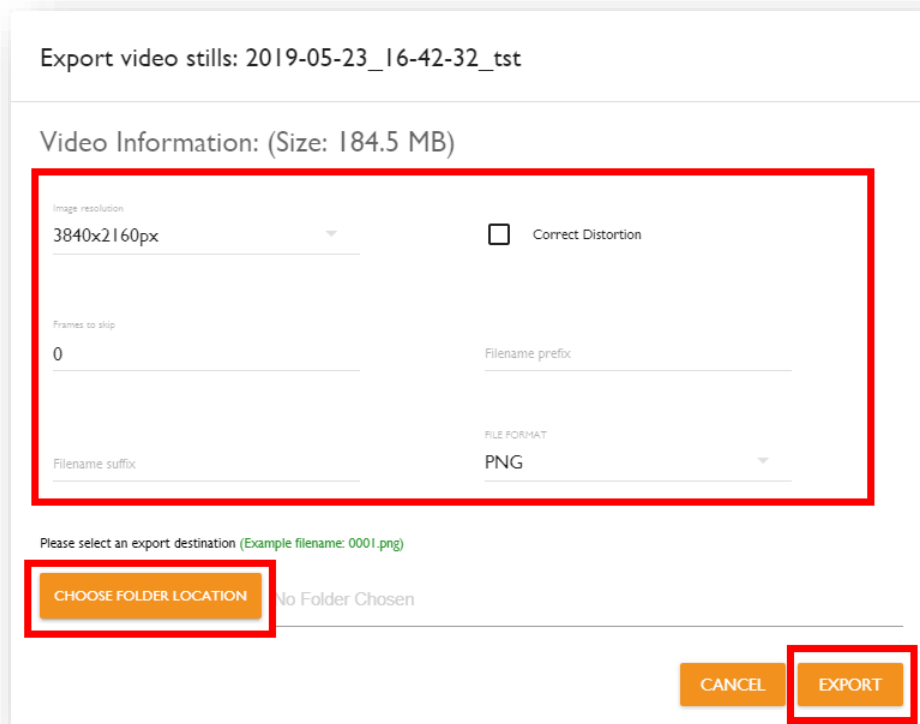 Export video stills: 2019-05-23_16-42-32_tst
Video Information: (Size: 184.5 MB)
Image resolution
3840x2160px
Correct Distortion
Frames to skip
0
Filename prefix
Filename suffix
FILE FORMAT
PNG
Please select an export destination (Example filename: 0001.png)
CHOOSE FOLDER LOCATION No Folder Chosen
CANCEL EXPORT